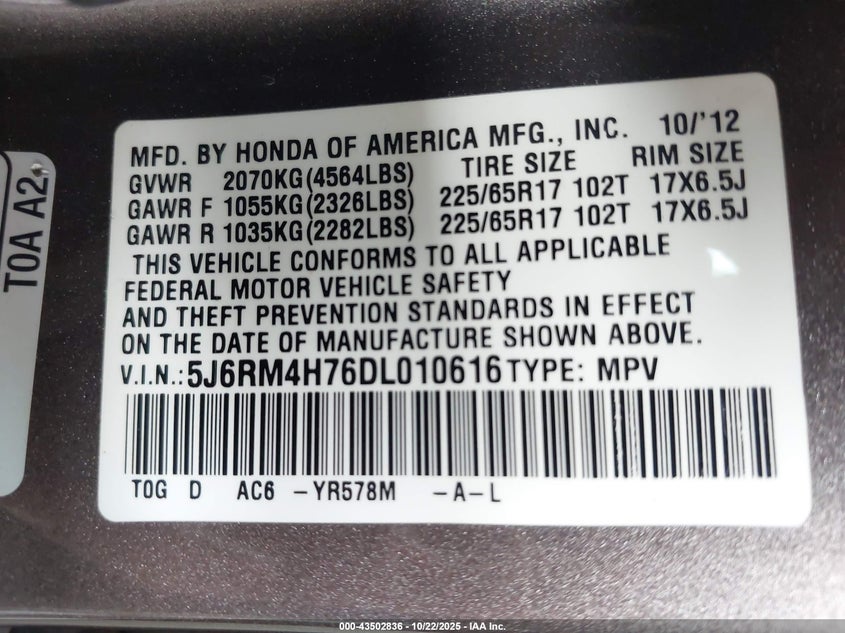 MFD. BY HONDA OF AMERICA MFG., INC. 10/'12
GVWR 2070KG(4564LBS) TIRE SIZE RIM SIZE
GAWR F 1055KG(2326LBS) 225/65R17 102T 17X6.5J
GAWR R 1035KG(2282LBS) 225/65R17 102T 17X6.5J
THIS VEHICLE CONFORMS TO ALL APPLICABLE
FEDERAL MOTOR VEHICLE SAFETY
AND THEFT PREVENTION STANDARDS IN EFFECT
ON THE DATE OF MANUFACTURE SHOWN ABOVE.
V.I.N.: 5J6RM4H76DL010616 TYPE: MPV
T0G D AC6 -YR578M -A-L
T0A A2
000-43502836 - 10/22/2025 - IAA Inc.